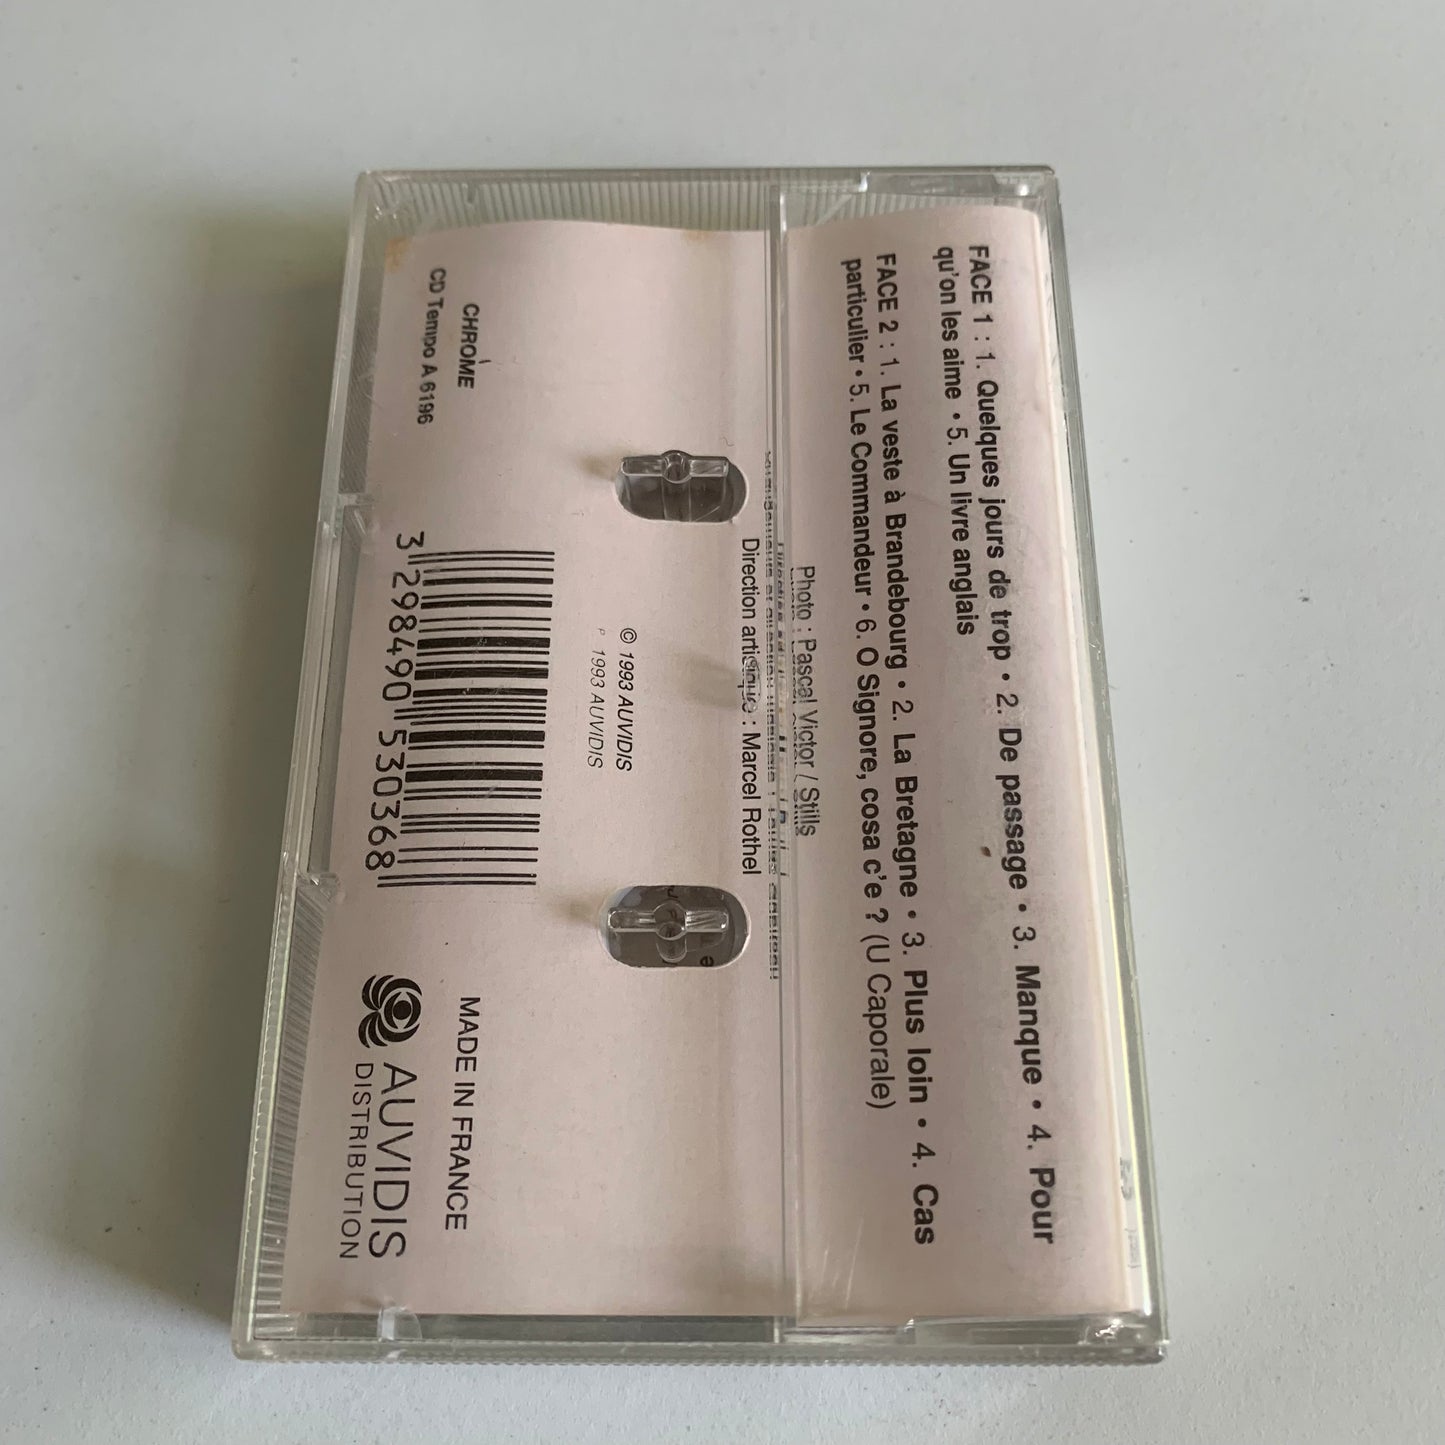 FACE 1 : 1. Quelques jours de trop • 2. De passage • 3. Manque • 4. Pour
qu'on les aime • 5. Un livre anglais
FACE 2 : 1. La veste à Brandebourg • 2. La Bretagne • 3. Plus loin • 4. Cas
particulier • 5. Le Commandeur • 6. O Signore, cosa c'e ? (U Caporale)
Photo : Pascal Victor / Stills
Direction artistique : Marcel Rothel
© 1993 AUVIDIS
P 1993 AUVIDIS
CHROME
CD Tempo A 6196
3 298490 530368
MADE IN FRANCE
AUVIDIS
DISTRIBUTION